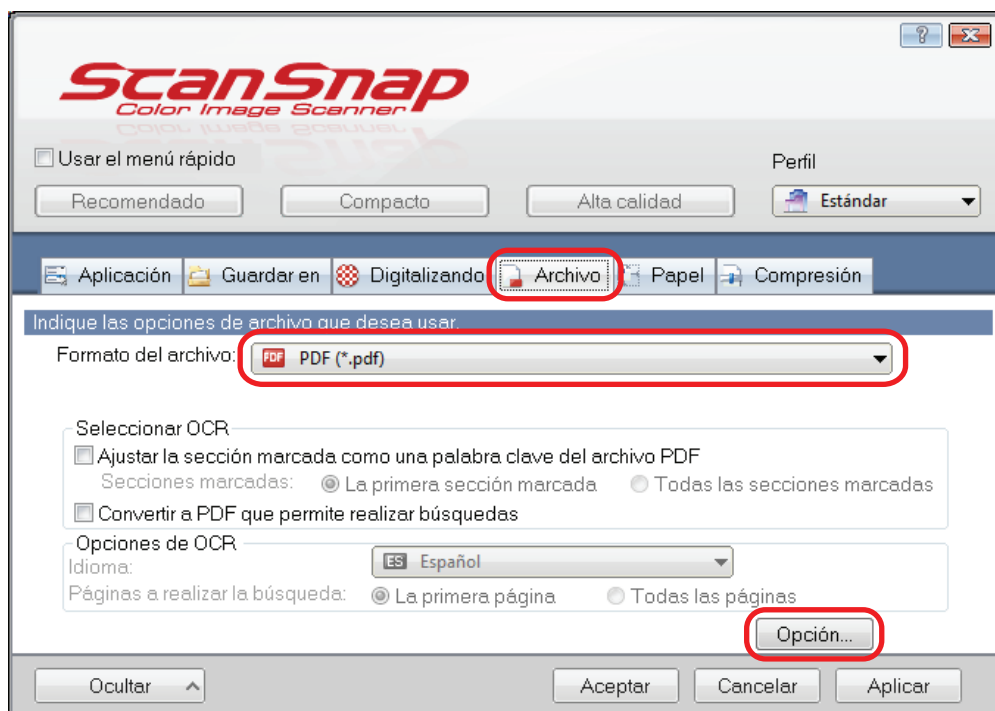 ScanSnap
Color Image Scanner
Usar el menú rápido
Perfil
Recomendado Compacto Alta calidad Estándar
Aplicación Guardar en Digitalizando Archivo Papel Compresión
Indique las opciones de archivo que desea usar.
Formato del archivo: PDF PDF (*.pdf)
Seleccionar OCR
Ajustar la sección marcada como una palabra clave del archivo PDF
Secciones marcadas: La primera sección marcada Todas las secciones marcadas
Convertir a PDF que permite realizar búsquedas
Opciones de OCR
Idioma: ES Español
Páginas a realizar la búsqueda: La primera página Todas las páginas
Opción...
Ocultar Aceptar Cancelar Aplicar